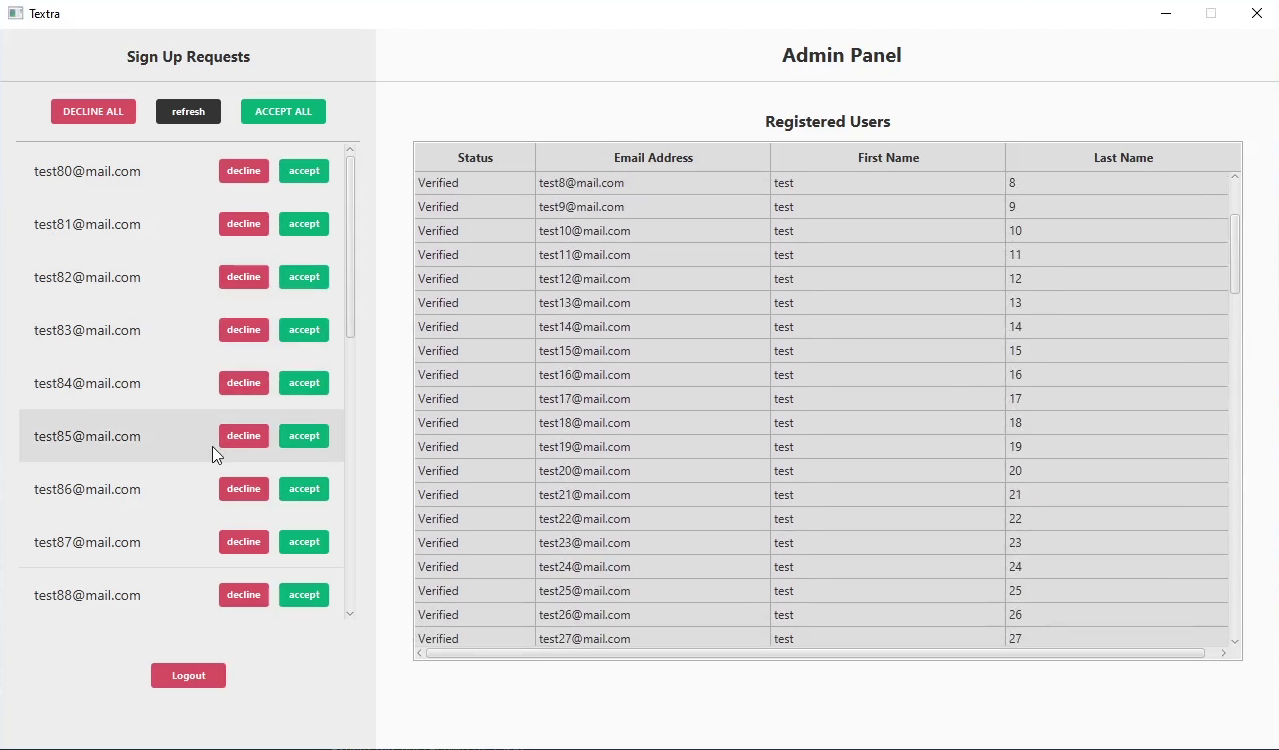 Textra
Sign Up Requests
DECLINE ALL refresh ACCEPT ALL
test80@mail.com decline accept
test81@mail.com decline accept
test82@mail.com decline accept
test83@mail.com decline accept
test84@mail.com decline accept
test85@mail.com decline accept
test86@mail.com decline accept
test87@mail.com decline accept
test88@mail.com decline accept
Logout
Admin Panel
Registered Users
Status Email Address First Name Last Name
Verified test8@mail.com test 8
Verified test9@mail.com test 9
Verified test10@mail.com test 10
Verified test11@mail.com test 11
Verified test12@mail.com test 12
Verified test13@mail.com test 13
Verified test14@mail.com test 14
Verified test15@mail.com test 15
Verified test16@mail.com test 16
Verified test17@mail.com test 17
Verified test18@mail.com test 18
Verified test19@mail.com test 19
Verified test20@mail.com test 20
Verified test21@mail.com test 21
Verified test22@mail.com test 22
Verified test23@mail.com test 23
Verified test24@mail.com test 24
Verified test25@mail.com test 25
Verified test26@mail.com test 26
Verified test27@mail.com test 27